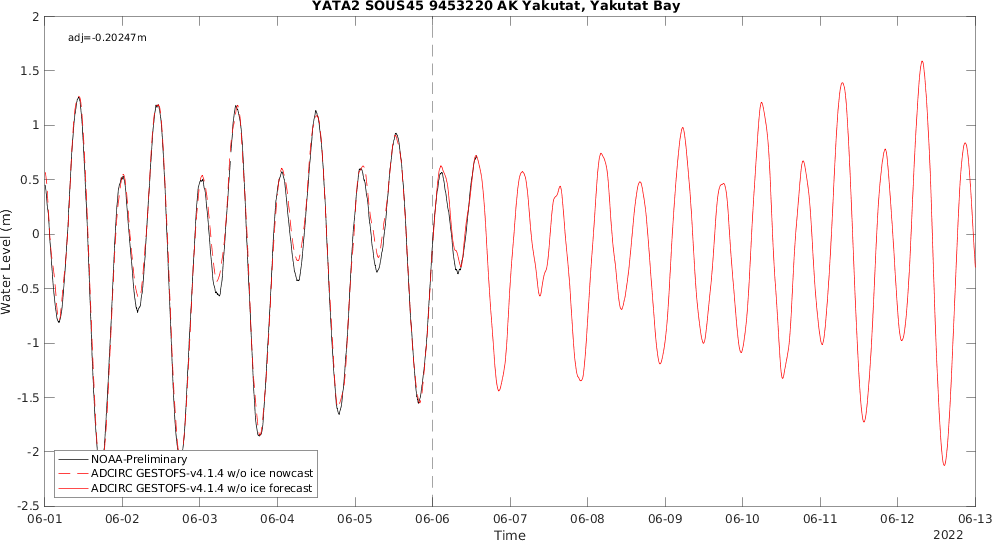 YATA2 SOUS45 9453220 AK Yakutat, Yakutat Bay
adj=-0.20247m
2
1.5
1
0.5
0
-0.5
-1
-1.5
-2
-2.5
Water Level (m)
NOAA-Preliminary
ADCIRC GESTOFS-v4.1.4 w/o ice nowcast
ADCIRC GESTOFS-v4.1.4 w/o ice forecast
06-01 06-02 06-03 06-04 06-05 06-06 06-07 06-08 06-09 06-10 06-11 06-12 06-13
Time
2022